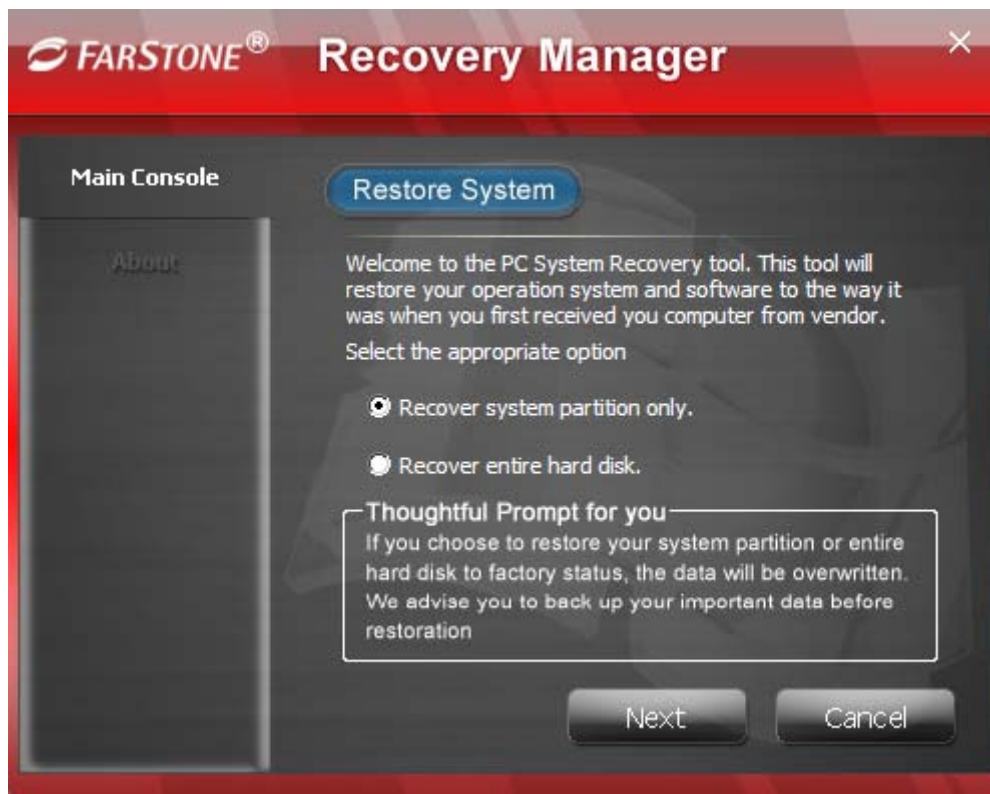 FARSTONE®
Recovery Manager
Main Console
About
Restore System
Welcome to the PC System Recovery tool. This tool will
restore your operation system and software to the way it
was when you first received you computer from vendor.
Select the appropriate option
Recover system partition only.
Recover entire hard disk.
Thoughtful Prompt for you
If you choose to restore your system partition or entire
hard disk to factory status, the data will be overwritten.
We advise you to back up your important data before
restoration
Next
Cancel